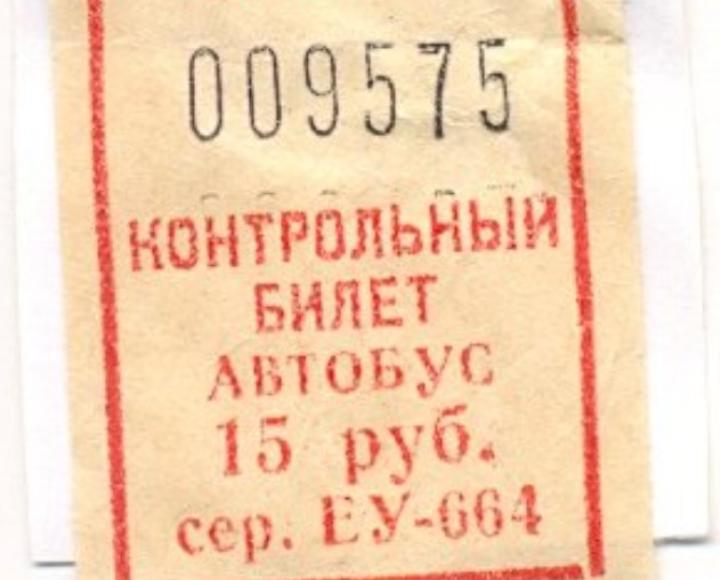 009575
КОНТРОЛЬНЫЙ
БИЛЕТ
АВТОБУС
15 руб.
сер. ЕУ-664